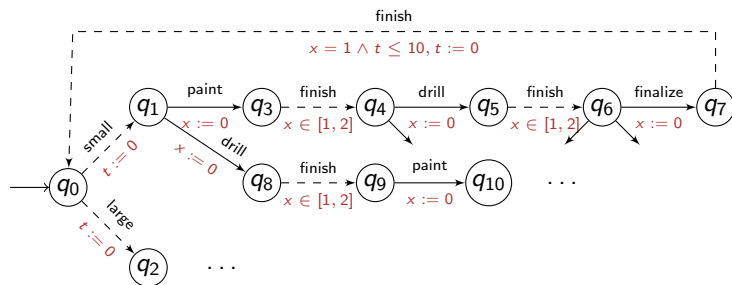 finish
x = 1 ∧ t ≤ 10, t := 0
paint finish drill finish finalize
q1 q3 q4 q5 q6 q7
x := 0 x ∈ [1, 2] x := 0 x ∈ [1, 2] x := 0
small
t := 0
drill
x := 0
finish paint
q0 q8 q9 q10 · · ·
x ∈ [1, 2] x := 0
large
t := 0
q2 · · ·